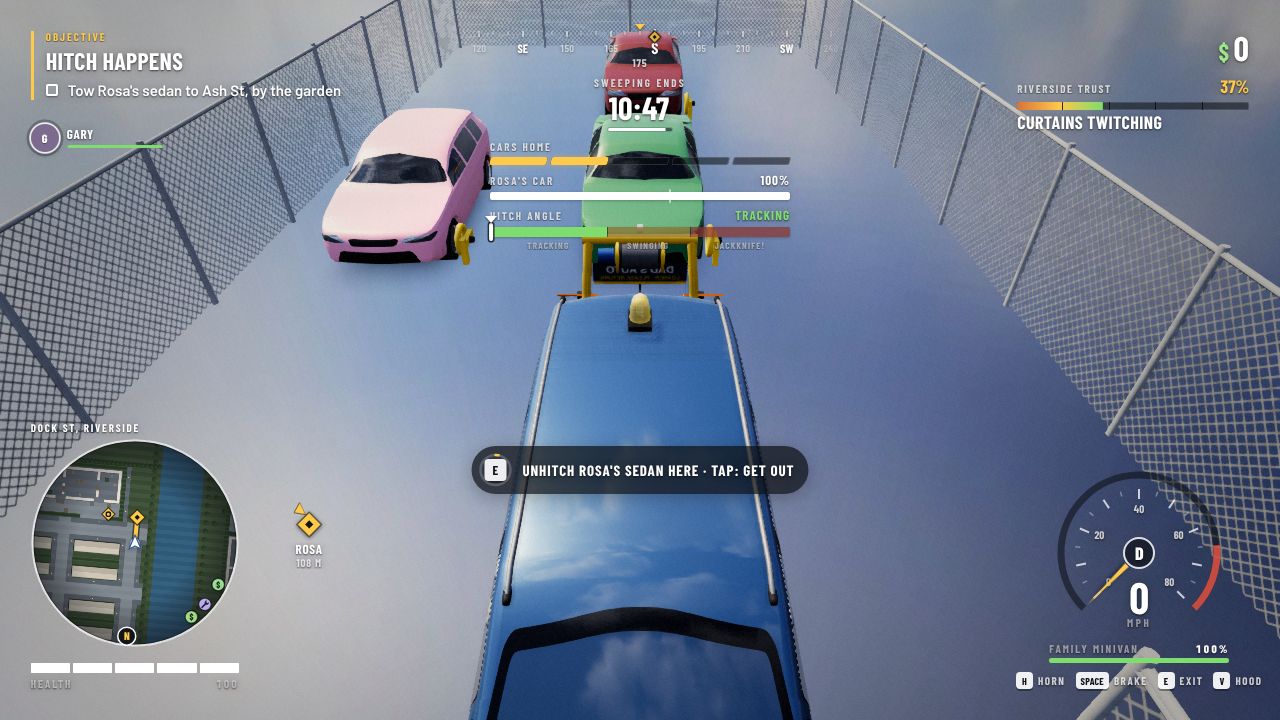 OBJECTIVE
HITCH HAPPENS
Tow Rosa's sedan to Ash St, by the garden
G
GARY
120
SE
150
165
S
195
210
SW
240
175
SWEEPING ENDS
10:47
CARS HOME
ROSA'S CAR
100%
HITCH ANGLE
TRACKING
TRACKING
SWINGING
JACKKNIFE!
$ 0
RIVERSIDE TRUST
37%
CURTAINS TWITCHING
E
UNHITCH ROSA'S SEDAN HERE · TAP: GET OUT
DOCK ST, RIVERSIDE
$
$
N
ROSA
108 M
HEALTH
100
0
20
40
60
80
D
0
MPH
FAMILY MINIVAN
100%
H HORN SPACE BRAKE E EXIT V HOOD